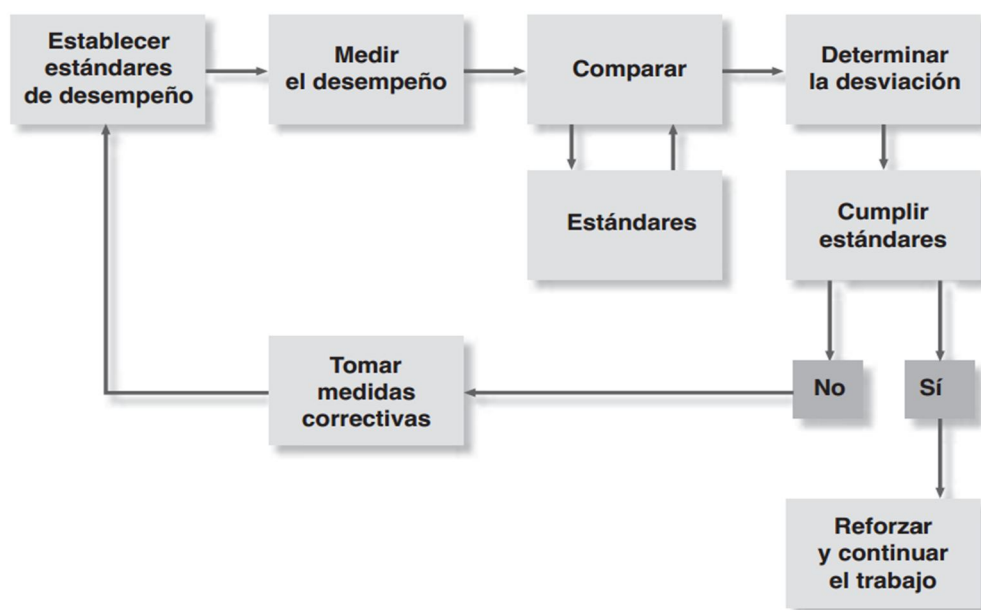 Establecer
estándares
de desempeño
Medir
el desempeño
Comparar
Determinar
la desviación
Estándares
Cumplir
estándares
Tomar
medidas
correctivas
No
Sí
Reforzar
y continuar
el trabajo